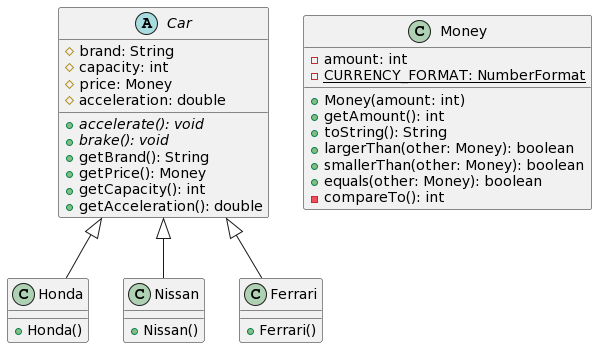 A Car
brand: String
capacity: int
price: Money
acceleration: double
accelerate(): void
brake(): void
getBrand(): String
getPrice(): Money
getCapacity(): int
getAcceleration(): double
C Money
amount: int
CURRENCY_FORMAT: NumberFormat
Money(amount: int)
getAmount(): int
toString(): String
largerThan(other: Money): boolean
smallerThan(other: Money): boolean
equals(other: Money): boolean
compareTo(): int
C Honda
Honda()
C Nissan
Nissan()
C Ferrari
Ferrari()